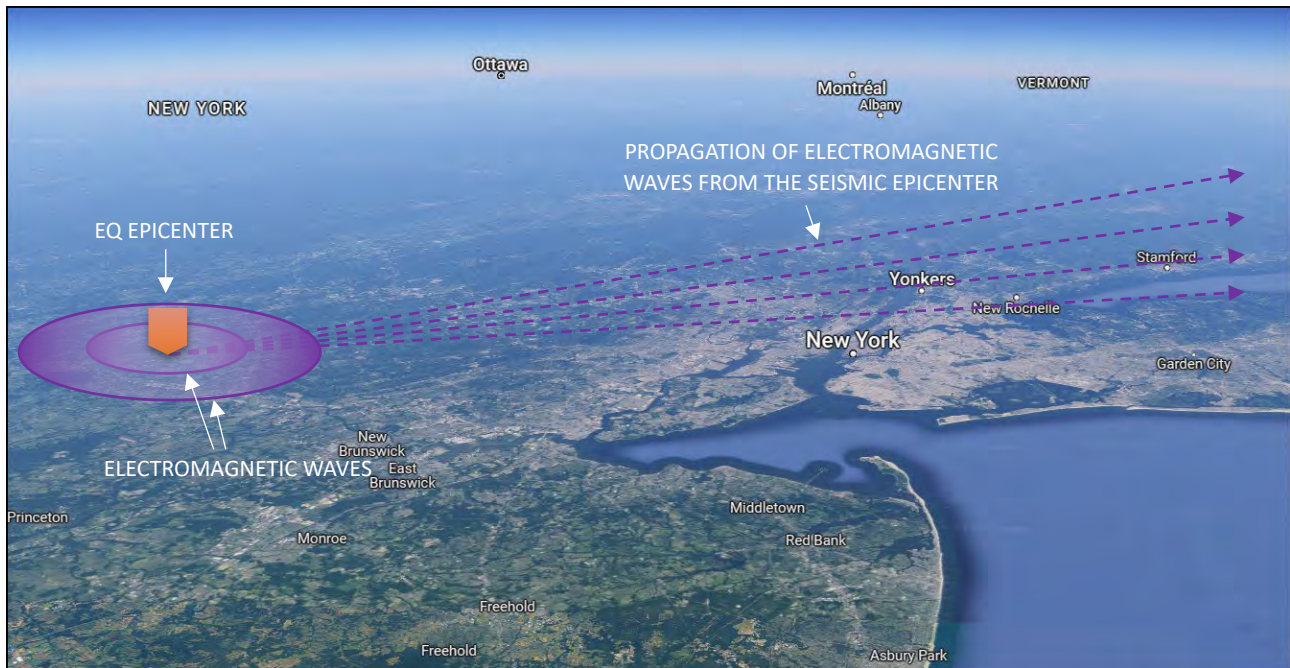 Ottawa
Montréal
VERMONT
NEW YORK
Albany
PROPAGATION OF ELECTROMAGNETIC
WAVES FROM THE SEISMIC EPICENTER
EQ EPICENTER
Stamford
Yonkers
New Rochelle
New York
Garden City
New
Brunswick
ELECTROMAGNETIC WAVES
East
Brunswick
Princeton
Middletown
Monroe
Red Bank
Freehold
Freehold
Asbury Park